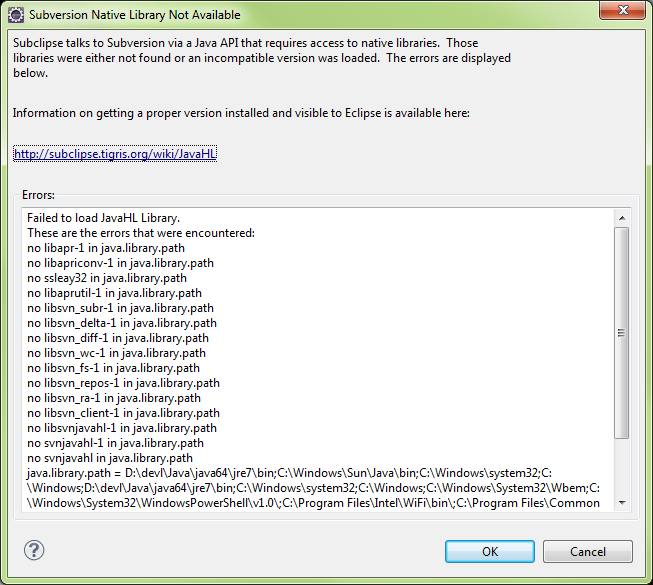 Subversion Native Library Not Available
Subclipse talks to Subversion via a Java API that requires access to native libraries.  Those
libraries were either not found or an incompatible version was loaded.  The errors are displayed
below.
Information on getting a proper version installed and visible to Eclipse is available here:
http://subclipse.tigris.org/wiki/JavaHL
Errors:
Failed to load JavaHL Library.
These are the errors that were encountered:
no libapr-1 in java.library.path
no libapriconv-1 in java.library.path
no ssleay32 in java.library.path
no libaprutil-1 in java.library.path
no libsvn_subr-1 in java.library.path
no libsvn_delta-1 in java.library.path
no libsvn_diff-1 in java.library.path
no libsvn_wc-1 in java.library.path
no libsvn_fs-1 in java.library.path
no libsvn_repos-1 in java.library.path
no libsvn_ra-1 in java.library.path
no libsvn_client-1 in java.library.path
no libsvnjavahl-1 in java.library.path
no svnjavahl-1 in java.library.path
no svnjavahl in java.library.path
java.library.path = D:\devl\Java\java64\jre7\bin;C:\Windows\Sun\Java\bin;C:\Windows\system32;C:
\Windows;D:\devl\Java\java64\jre7\bin;C:\Windows\system32;C:\Windows;C:\Windows\System32\Wbem;C:
\Windows\System32\WindowsPowerShell\v1.0\;C:\Program Files\Intel\WiFi\bin\;C:\Program Files\Common
?
OK
Cancel